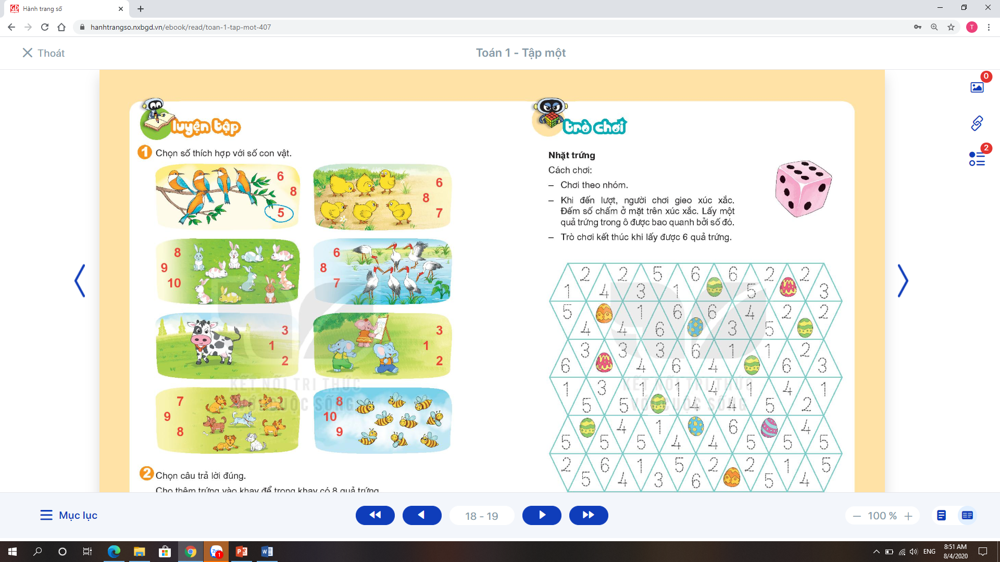 Hành trang số
hanhtrangso.nxbgd.vn/ebook/read/toan-1-tap-mot-407
T
Thoát
Toán 1 - Tập một
0
2
luyện tập
1 Chọn số thích hợp với số con vật.
6
8
5
6
8
7
8
9
10
6
8
7
3
1
2
3
1
2
7
9
8
8
10
9
2 Chọn câu trả lời đúng.
Cho thêm trứng vào khay để trong khay có 8 quả trứng
trò chơi
Nhặt trứng
Cách chơi:
– Chơi theo nhóm.
– Khi đến lượt, người chơi gieo xúc xắc.
Đếm số chấm ở mặt trên xúc xắc. Lấy một
quả trứng trong ô được bao quanh bởi số đó.
– Trò chơi kết thúc khi lấy được 6 quả trứng.
2 2 5 6 6 2 2
1 4 3 1 5 3
5 1 6 6 4 2 2
4 4 6 3 5
3 3 3 6 1 1 2
6 4 6 4 6 3
1 3 1 1 4 1 4 1
5 5 4 4 5 2
4 1 6 4
5 5 5 4 4 5 5 5
2 6 1 5 2 2 1 5
5 4 3 6 5 4
KẾT NỐI TRI THỨC
VỚI CUỘC SỐNG
KẾT NỐI TRI THỨC
VỚI CUỘC SỐNG
Mục lục
18 - 19
100 %
1
ENG
8:51 AM
8/4/2020